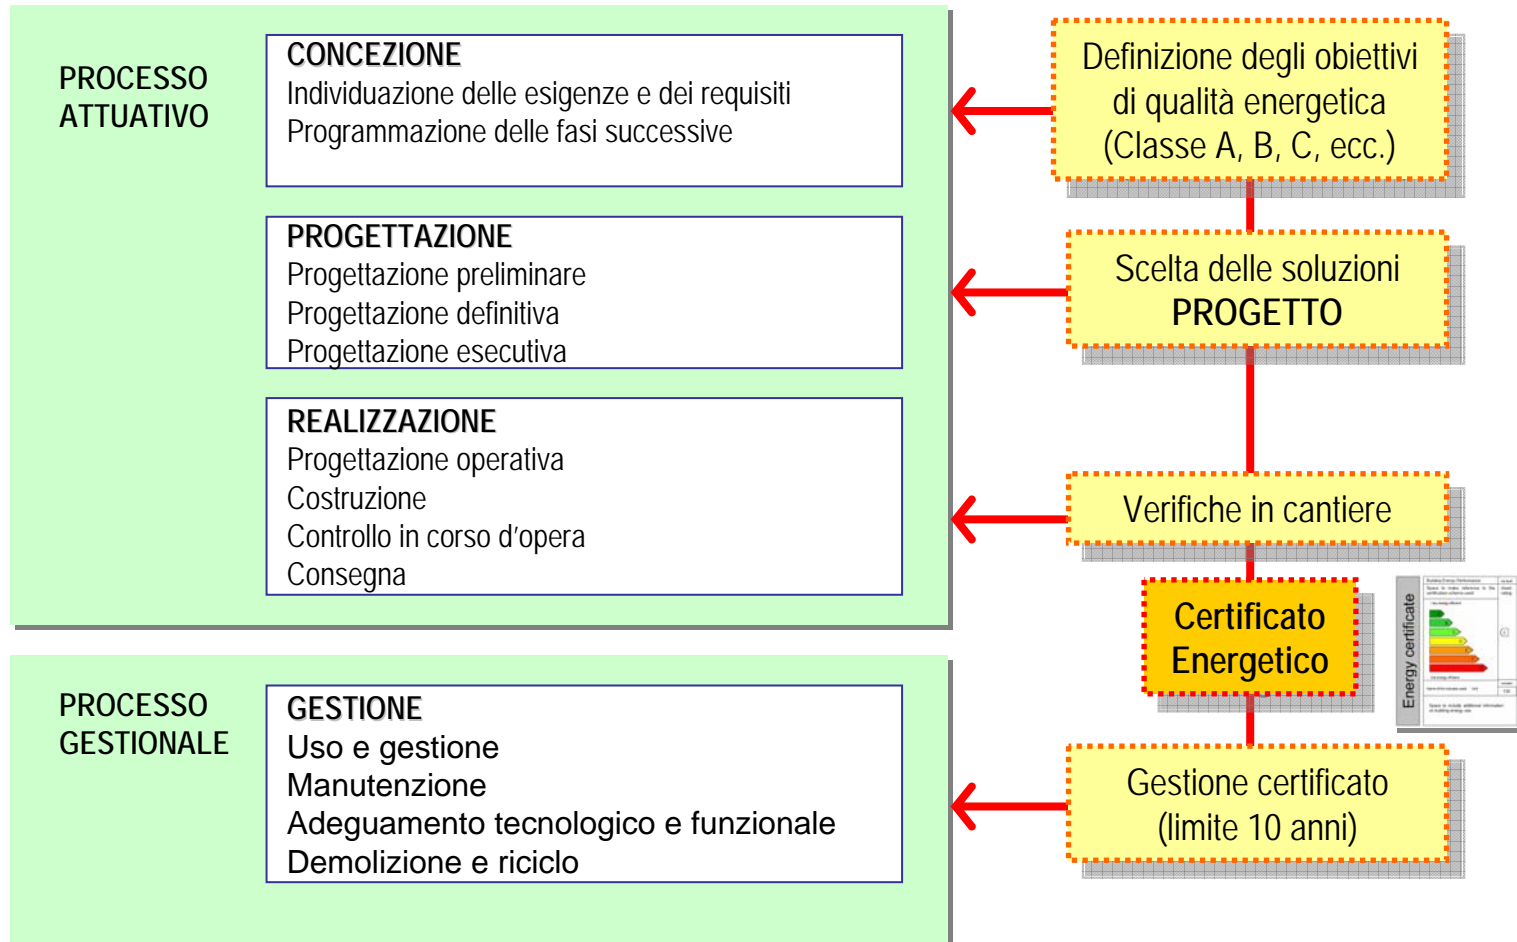 PROCESSO
ATTUATIVO
CONCEZIONE
Individuazione delle esigenze e dei requisiti
Programmazione delle fasi successive
Definizione degli obiettivi
di qualità energetica
(Classe A, B, C, ecc.)
PROGETTAZIONE
Progettazione preliminare
Progettazione definitiva
Progettazione esecutiva
Scelta delle soluzioni
PROGETTO
REALIZZAZIONE
Progettazione operativa
Costruzione
Controllo in corso d'opera
Consegna
Verifiche in cantiere
Certificato
Energetico
Energy certificate
Building Energy Performance
PROCESSO
GESTIONALE
GESTIONE
Uso e gestione
Manutenzione
Adeguamento tecnologico e funzionale
Demolizione e riciclo
Gestione certificato
(limite 10 anni)